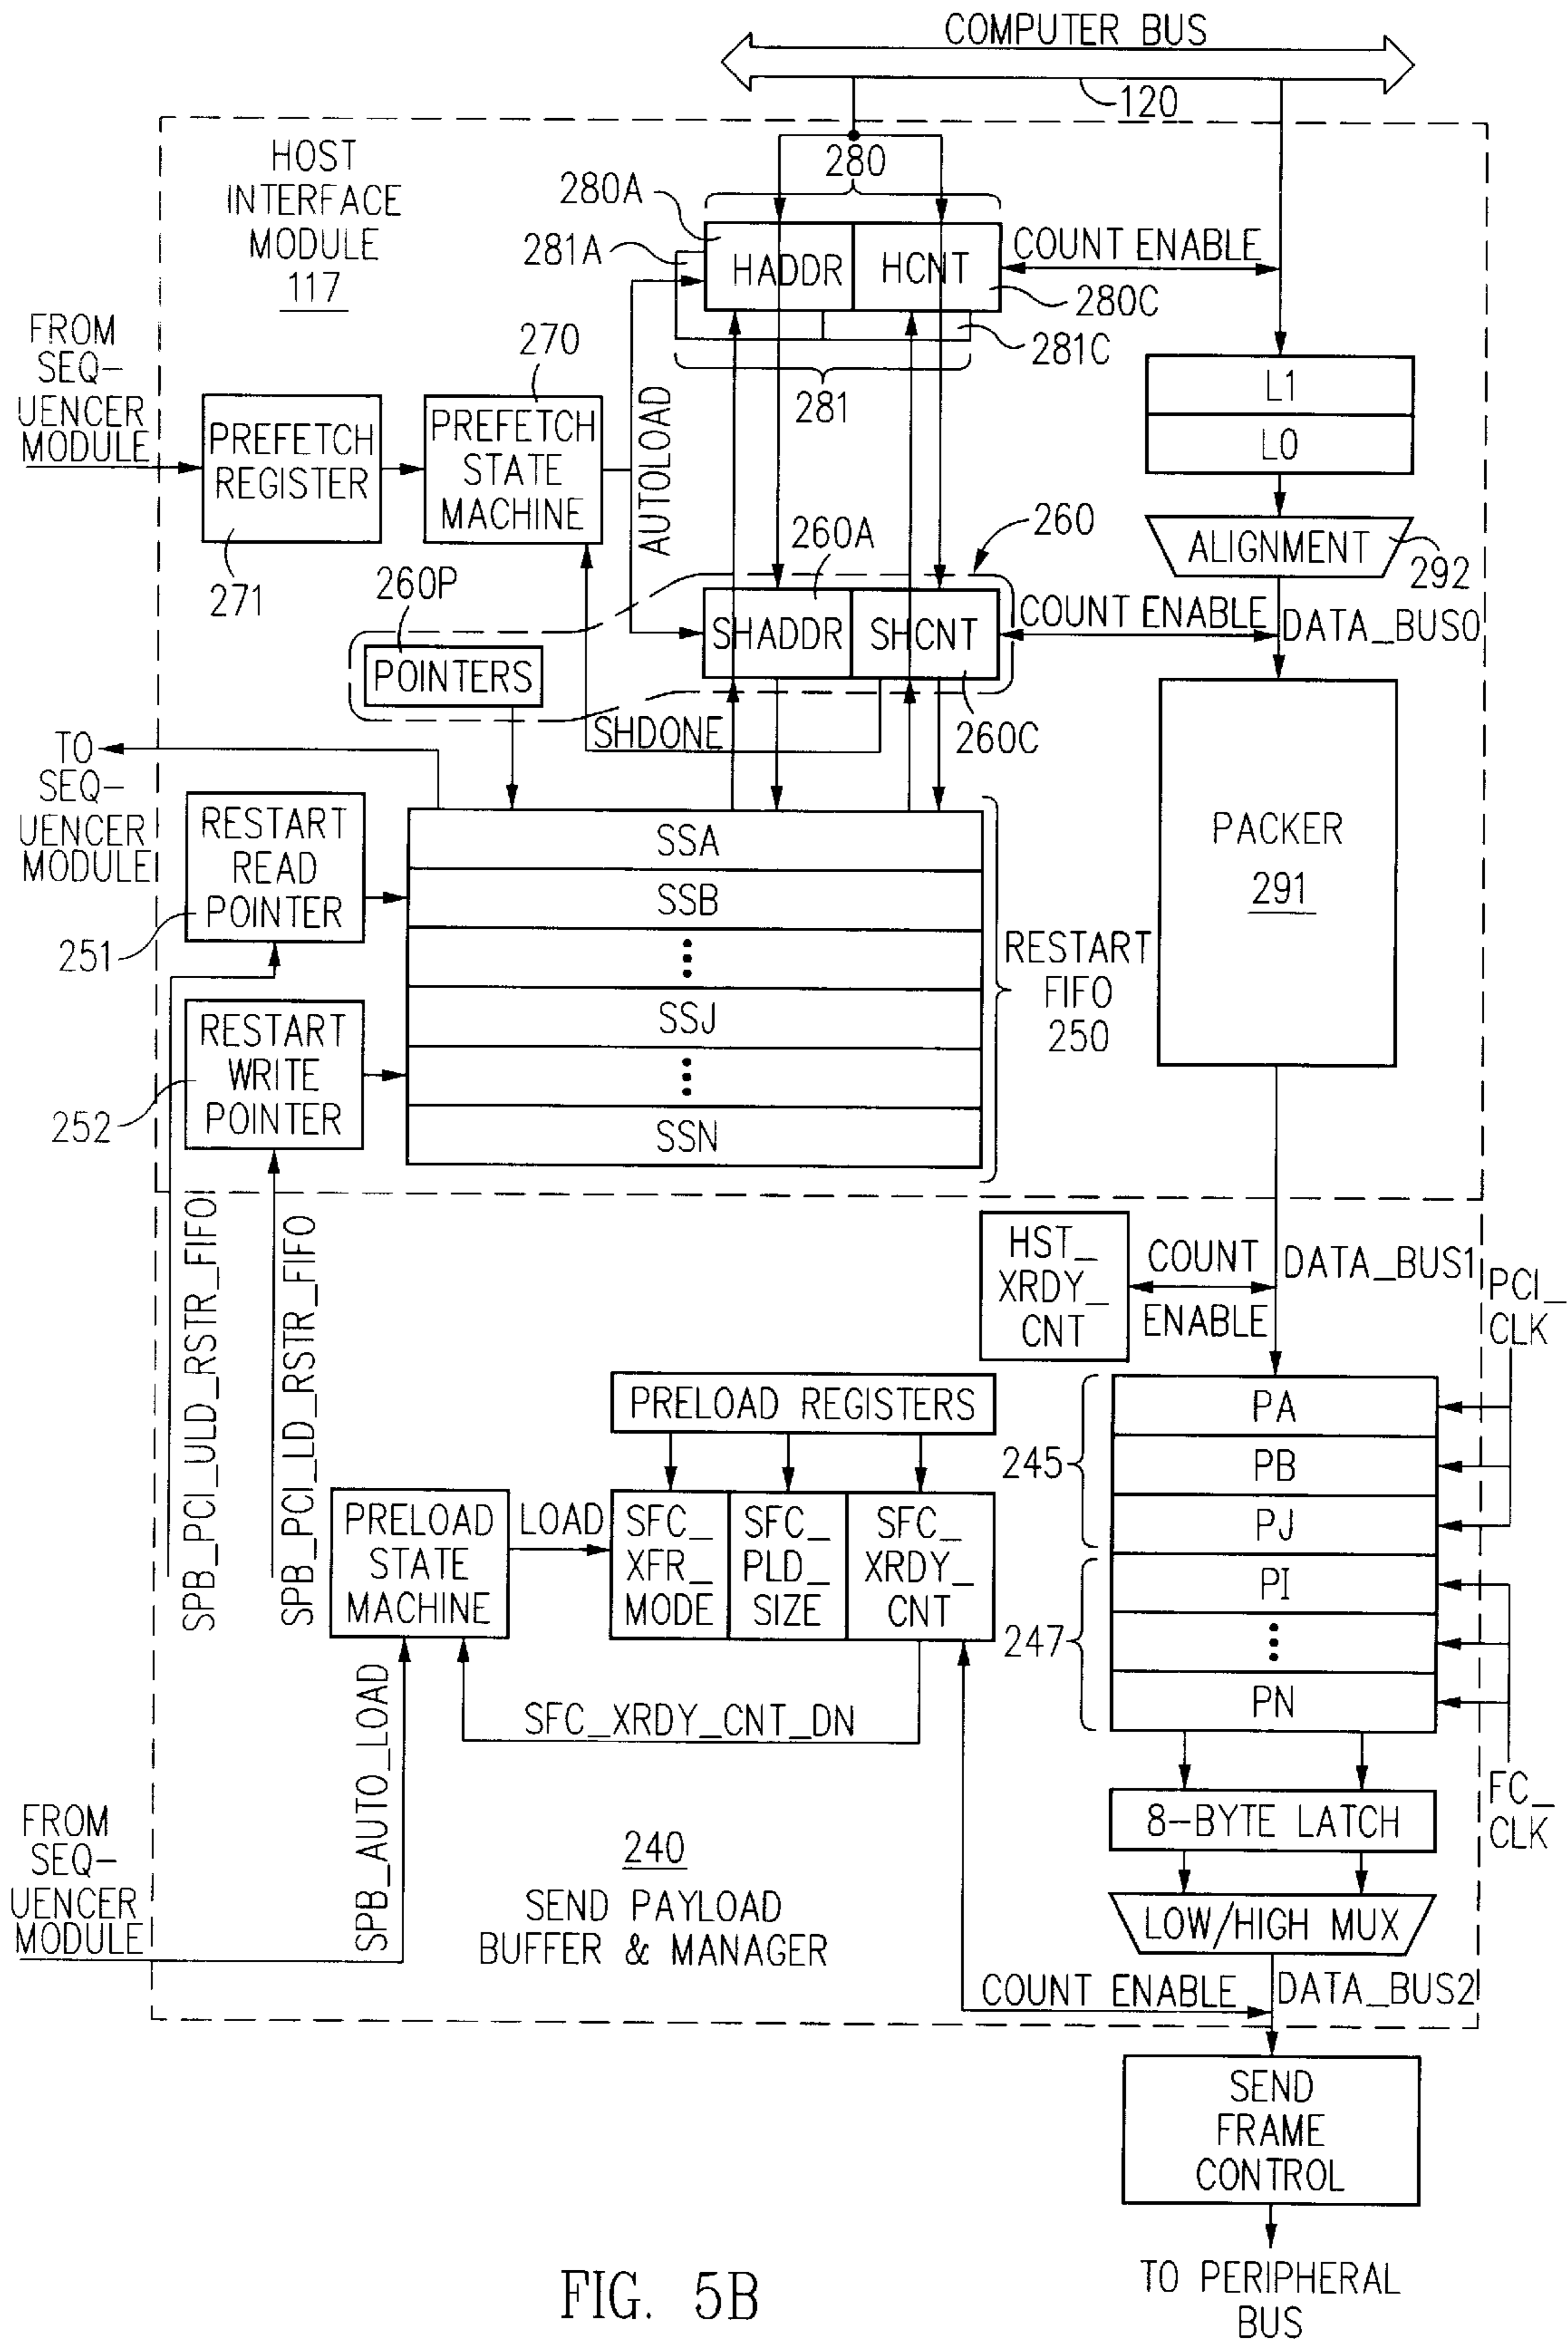 COMPUTER BUS
120
HOST
INTERFACE
MODULE
117
280
280A
281A
HADDR
HCNT
COUNT ENABLE
280C
281C
281
FROM
SEQ-
UENCER
MODULE
270
PREFETCH
REGISTER
271
PREFETCH
STATE
MACHINE
AUTOLOAD
L1
L0
ALIGNMENT
292
260
260A
260P
POINTERS
SHADDR
SHCNT
COUNT ENABLE
DATA_BUS0
260C
SHDONE
TO
SEQ-
UENCER
MODULE
RESTART
READ
POINTER
251
RESTART
WRITE
POINTER
252
SSA
SSB
SSJ
SSN
RESTART
FIFO
250
PACKER
291
SPB_PCI_ULD_RSTR_FIFO
SPB_PCI_LD_RSTR_FIFO
HST_
XRDY_
CNT
COUNT
ENABLE
DATA_BUS1
PCI_
CLK
PRELOAD REGISTERS
PRELOAD
STATE
MACHINE
LOAD
SFC_
XFR_
MODE
SFC_
PLD_
SIZE
SFC_
XRDY_
CNT
SFC_XRDY_CNT_DN
SPB_AUTO_LOAD
245
247
PA
PB
PJ
PI
PN
FC_
CLK
8-BYTE LATCH
LOW/HIGH MUX
FROM
SEQ-
UENCER
MODULE
240
SEND PAYLOAD
BUFFER & MANAGER
COUNT ENABLE
DATA_BUS2
SEND
FRAME
CONTROL
TO PERIPHERAL
BUS
FIG. 5B